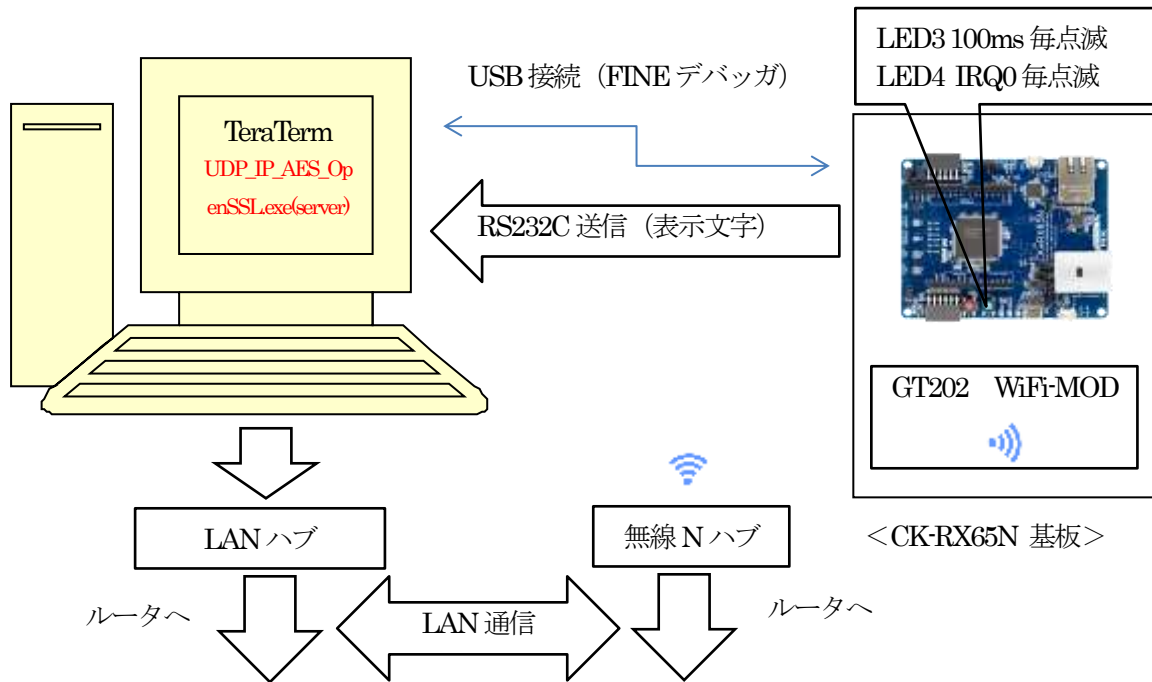 LED3 100ms 毎点滅
LED4 IRQ0 毎点滅
USB 接続（FINE デバッガ）
TeraTerm
UDP_IP_AES_Op
enSSL.exe(server)
RS232C 送信（表示文字）
GT202 WiFi-MOD
LAN ハブ
無線 N ハブ
＜CK-RX65N 基板＞
ルータへ
LAN 通信
ルータへ